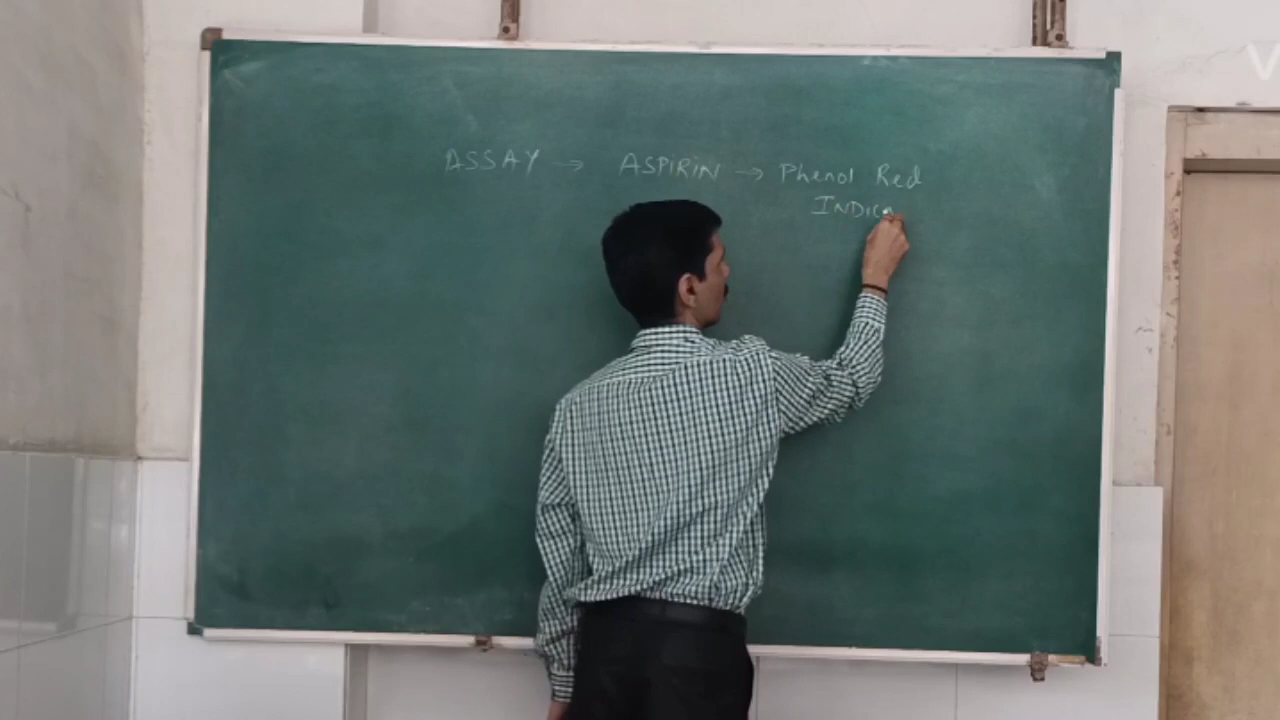 ASSAY → ASPIRIN → Phenol Red
INDICA
V